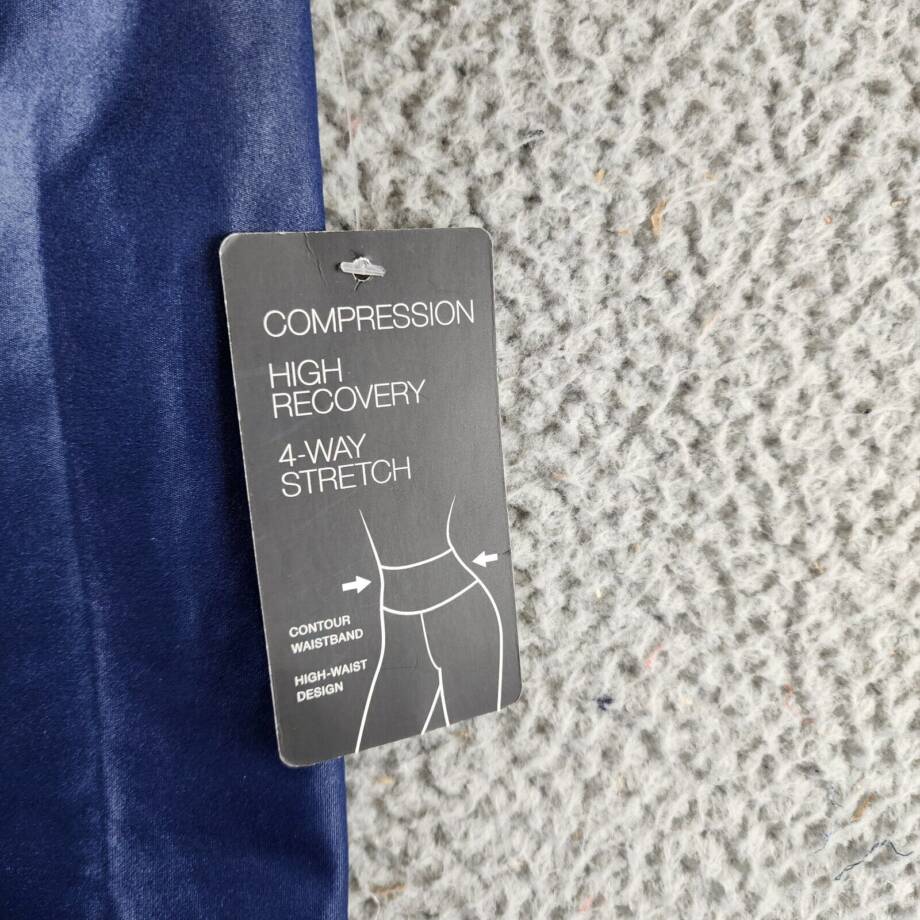 COMPRESSION
HIGH
RECOVERY
4-WAY
STRETCH
CONTOUR
WAISTBAND
HIGH-WAIST
DESIGN